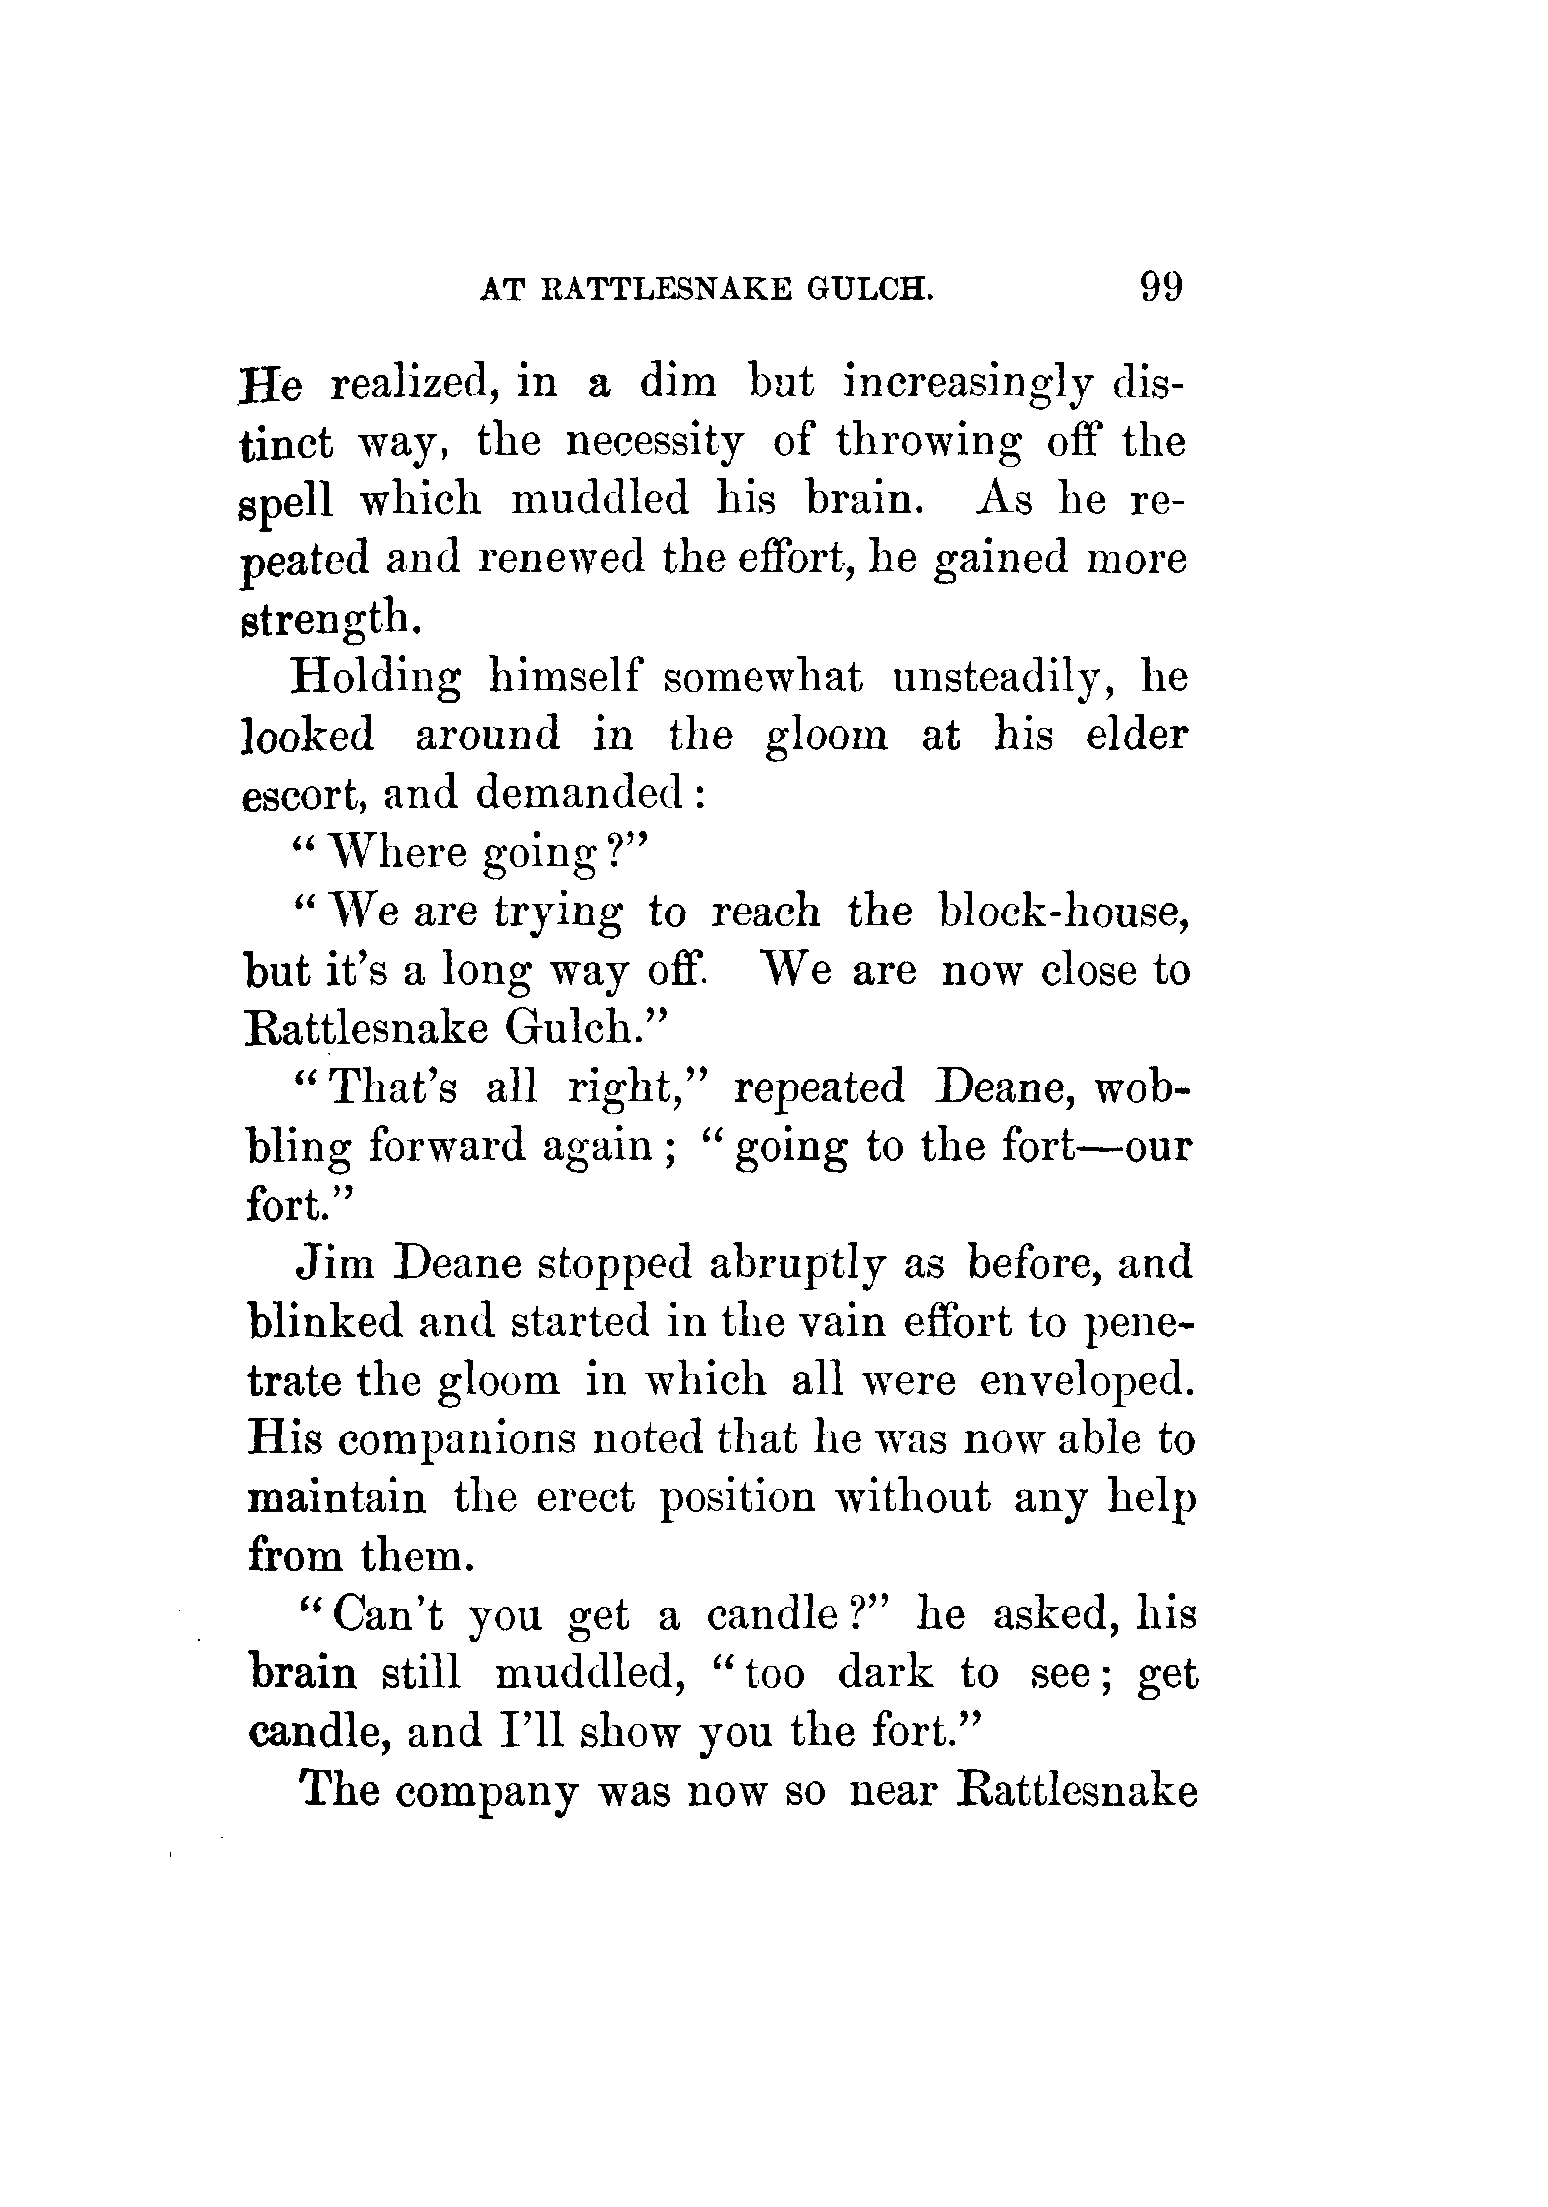 AT RATTLESNAKE GULCH. 99
He realized, in a dim but increasingly dis-
tinct way, the necessity of throwing off the
spell which muddled his brain. As he re-
peated and renewed the effort, he gained more
strength.
Holding himself somewhat unsteadily, he
looked around in the gloom at his elder
escort, and demanded :
“ Where going ?”
“ We are trying to reach the block-house,
but it’s a long way off. We are now close to
Rattlesnake Gulch.”
“ That’s all right,” repeated Deane, wob-
bling forward again ; “ going to the fort—our
fort.”
Jim Deane stopped abruptly as before, and
blinked and started in the vain effort to pene-
trate the gloom in which all were enveloped.
His companions noted that he was now able to
maintain the erect position without any help
from them.
“ Can’t you get a candle ?” he asked, his
brain still muddled, “ too dark to see ; get
candle, and I’ll show you the fort.”
The company was now so near Rattlesnake